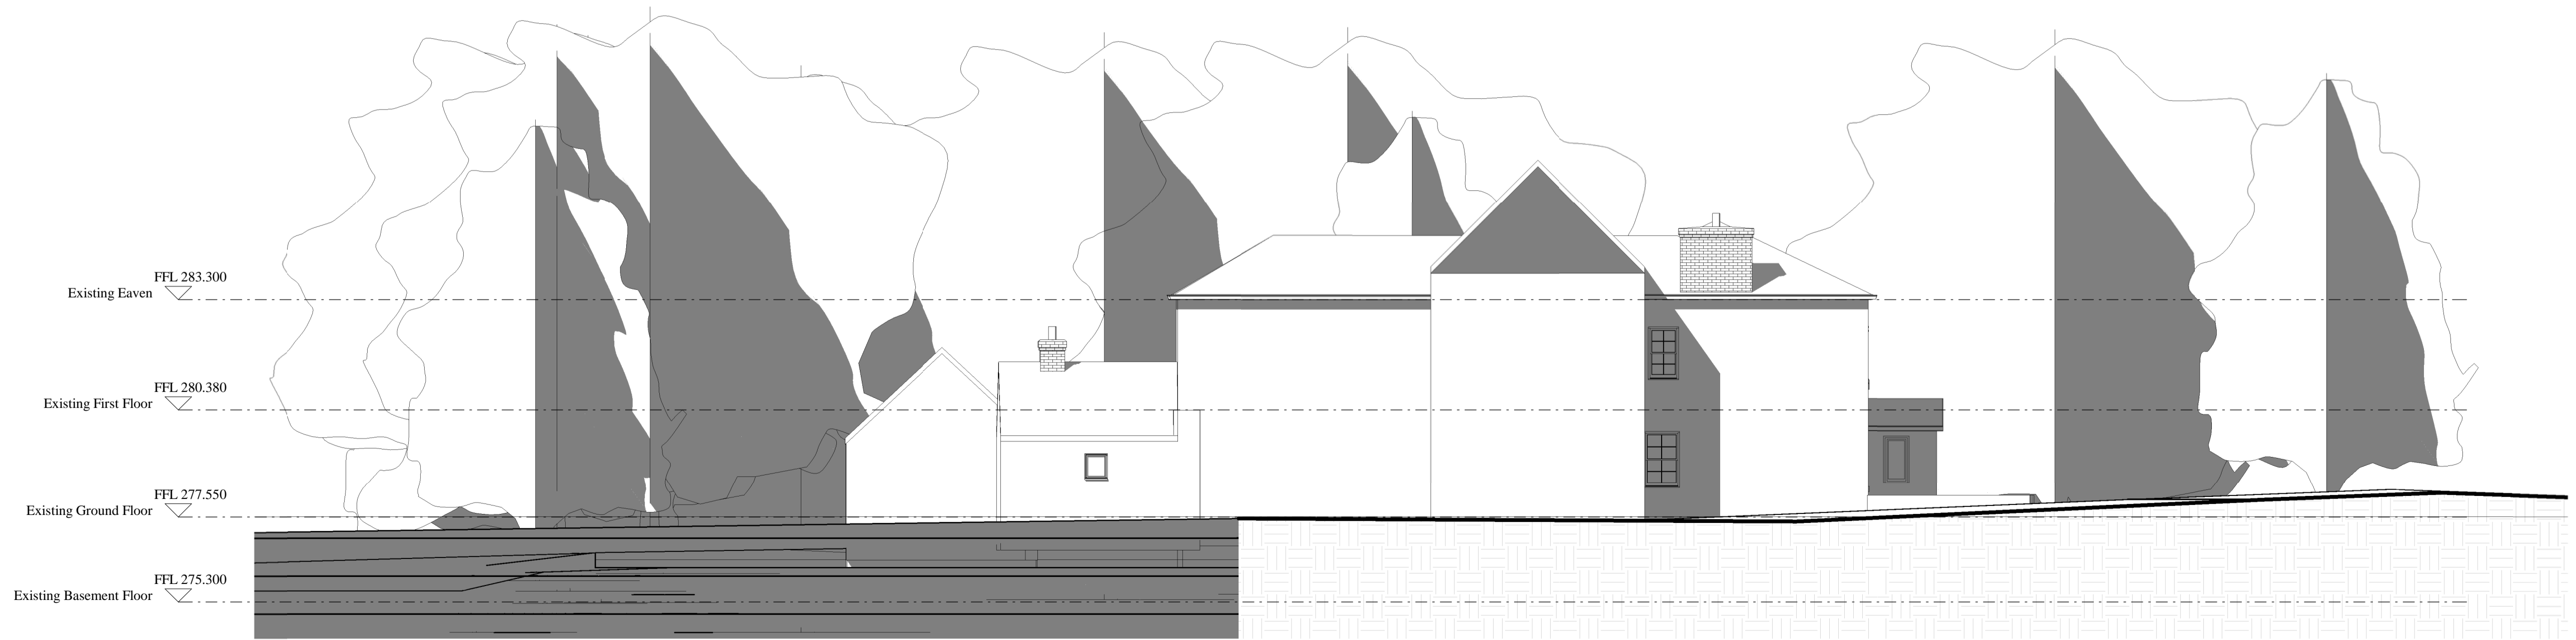 FFL 283.300
Existing Eaven
FFL 280.380
Existing First Floor
FFL 277.550
Existing Ground Floor
FFL 275.300
Existing Basement Floor